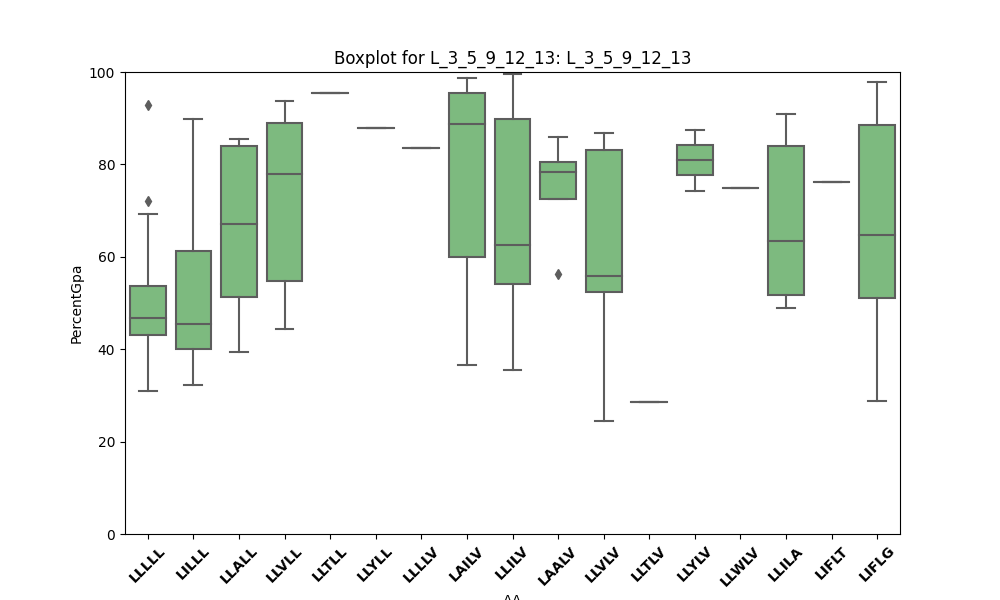 Boxplot for L_3_5_9_12_13: L_3_5_9_12_13
PercentGpa
100
80
60
40
20
0
LLLLL
LILLL
LLALL
LLVLL
LLTLL
LLYLL
LLLLV
LAILV
LLILV
LAALV
LLVLV
LLTLV
LLYLV
LLWLV
LLILA
LIFLT
LIFLG
AA